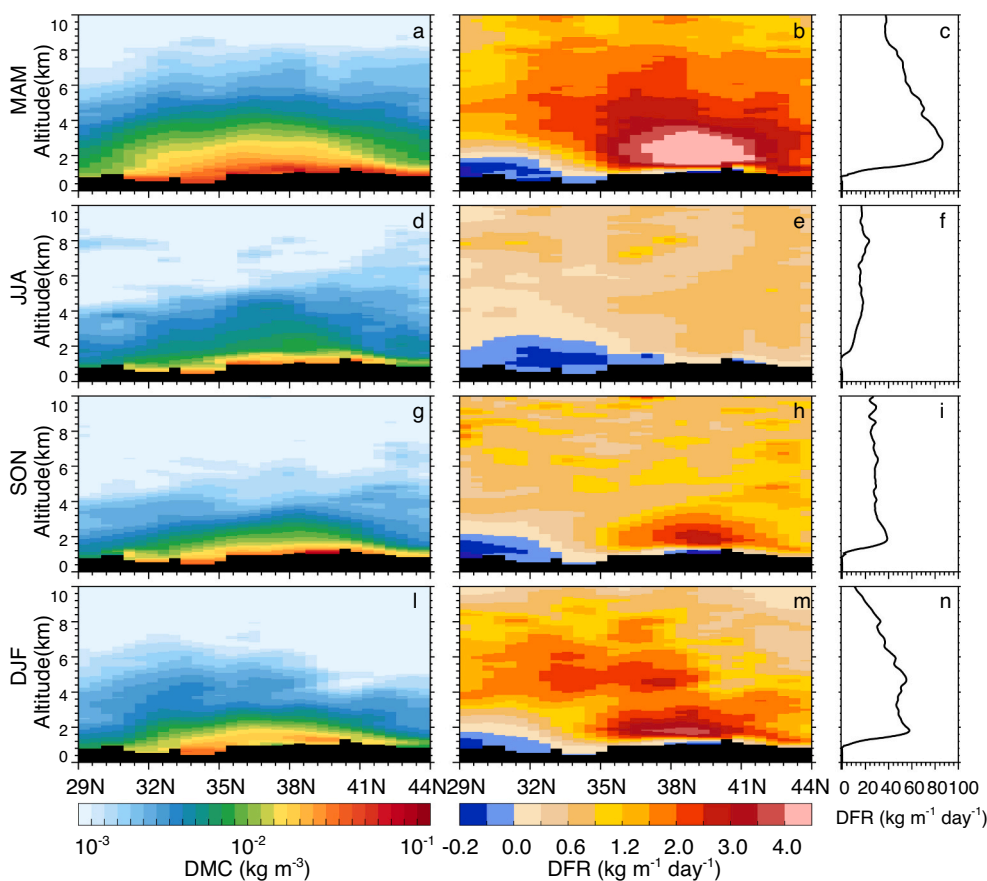 MAM
Altitude(km)
10
8
6
4
2
0
a
b
c
JJA
Altitude(km)
10
8
6
4
2
0
d
e
f
SON
Altitude(km)
10
8
6
4
2
0
g
h
i
DJF
Altitude(km)
10
8
6
4
2
0
l
m
n
29N 32N 35N 38N 41N 44N
29N 32N 35N 38N 41N 44N
0 20 40 60 80 100
10⁻³ 10⁻² 10⁻¹
DMC (kg m⁻³)
-0.2 0.0 0.6 1.2 2.0 3.0 4.0
DFR (kg m⁻¹ day⁻¹)
DFR (kg m⁻¹ day⁻¹)